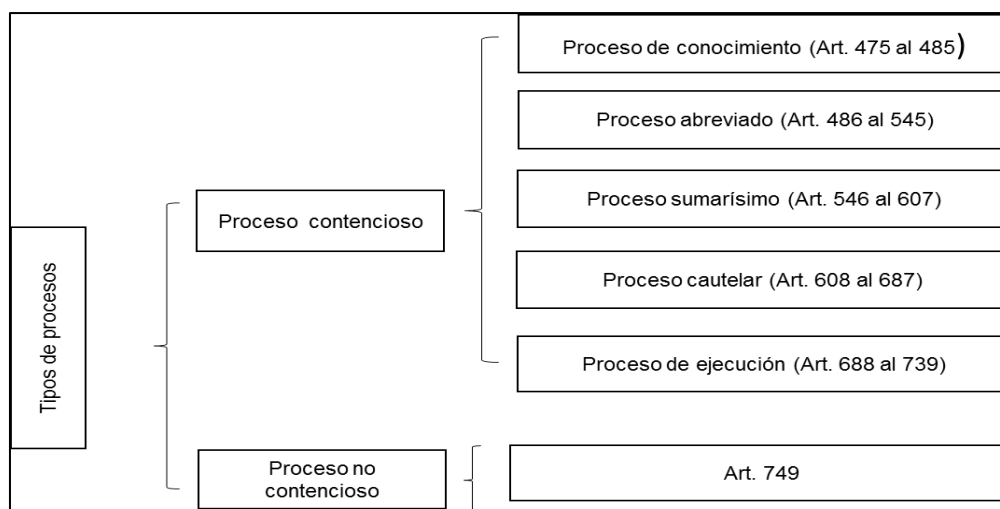 Tipos de procesos
Proceso contencioso
Proceso de conocimiento (Art. 475 al 485)
Proceso abreviado (Art. 486 al 545)
Proceso sumarísimo (Art. 546 al 607)
Proceso cautelar (Art. 608 al 687)
Proceso de ejecución (Art. 688 al 739)
Proceso no
contencioso
Art. 749